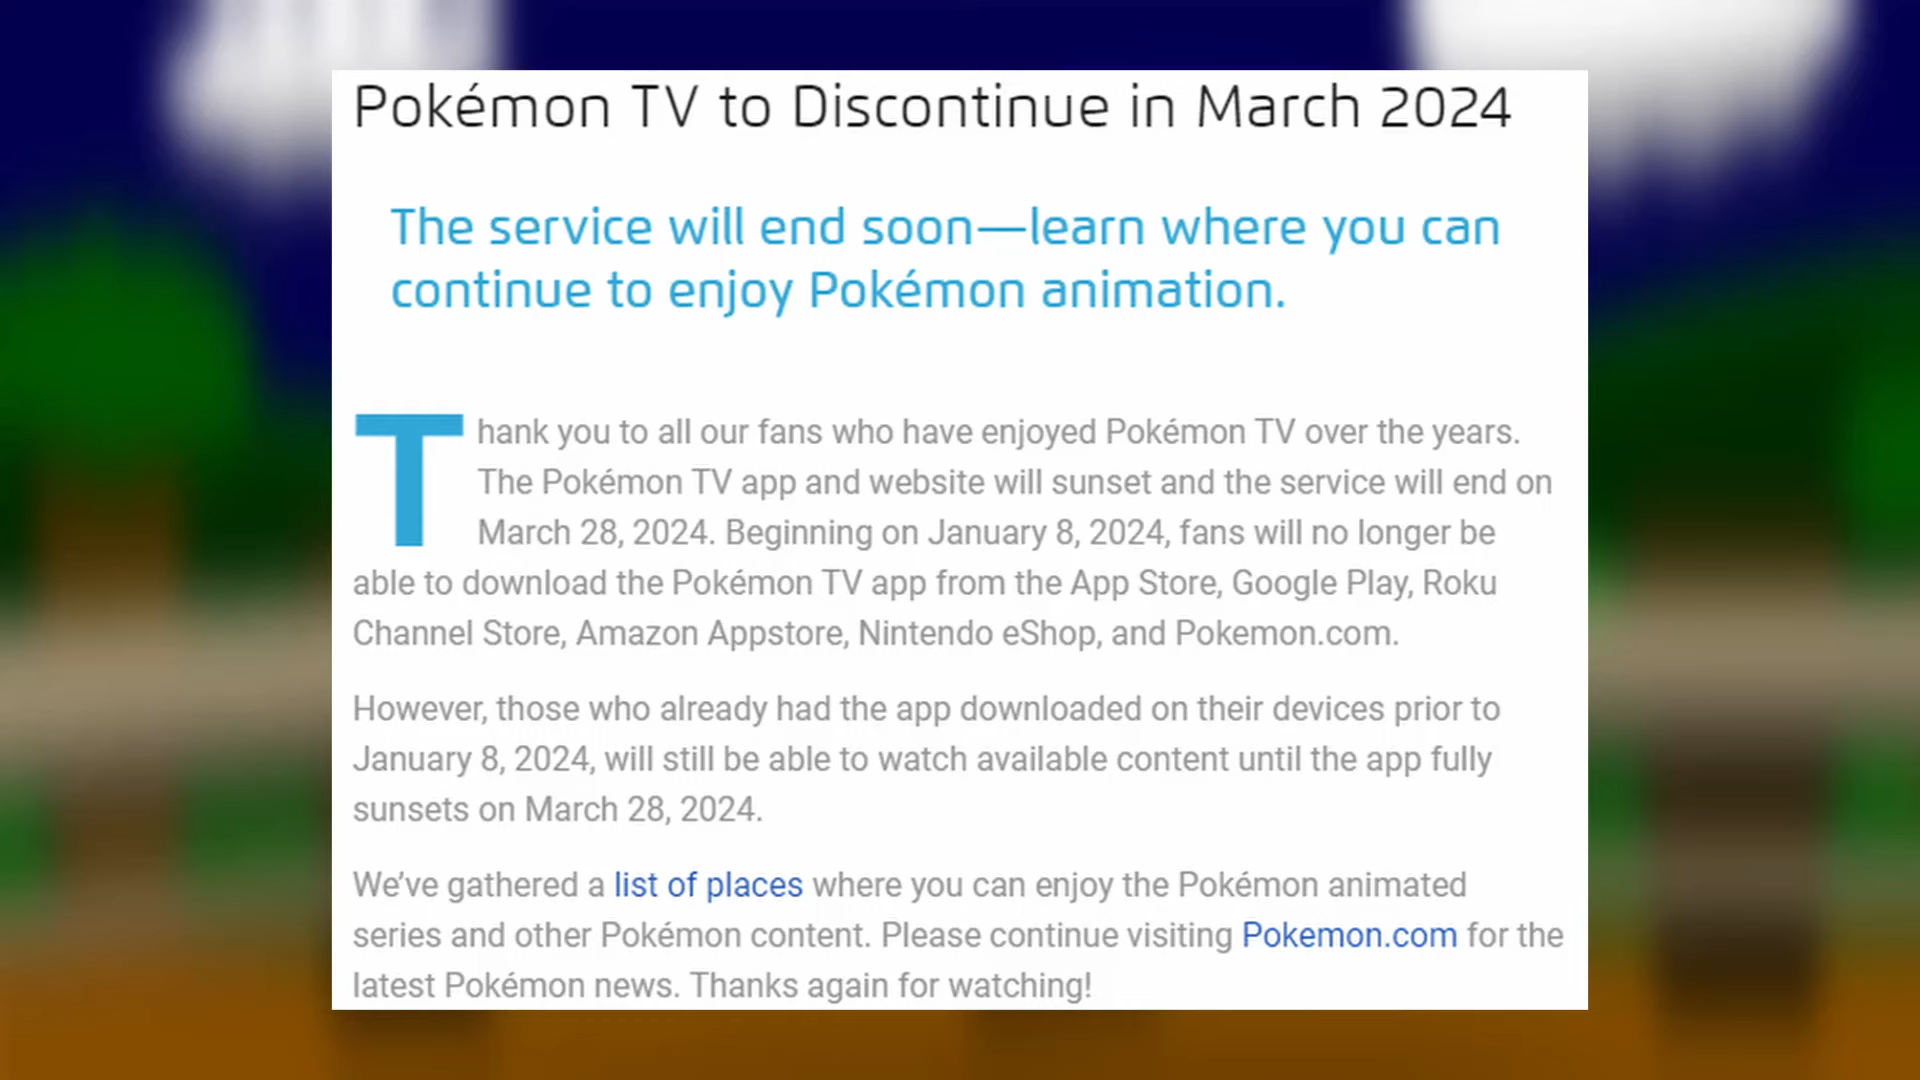 Pokémon TV to Discontinue in March 2024
The service will end soon—learn where you can
continue to enjoy Pokémon animation.
Thank you to all our fans who have enjoyed Pokémon TV over the years.
The Pokémon TV app and website will sunset and the service will end on
March 28, 2024. Beginning on January 8, 2024, fans will no longer be
able to download the Pokémon TV app from the App Store, Google Play, Roku
Channel Store, Amazon Appstore, Nintendo eShop, and Pokemon.com.
However, those who already had the app downloaded on their devices prior to
January 8, 2024, will still be able to watch available content until the app fully
sunsets on March 28, 2024.
We’ve gathered a list of places where you can enjoy the Pokémon animated
series and other Pokémon content. Please continue visiting Pokemon.com for the
latest Pokémon news. Thanks again for watching!